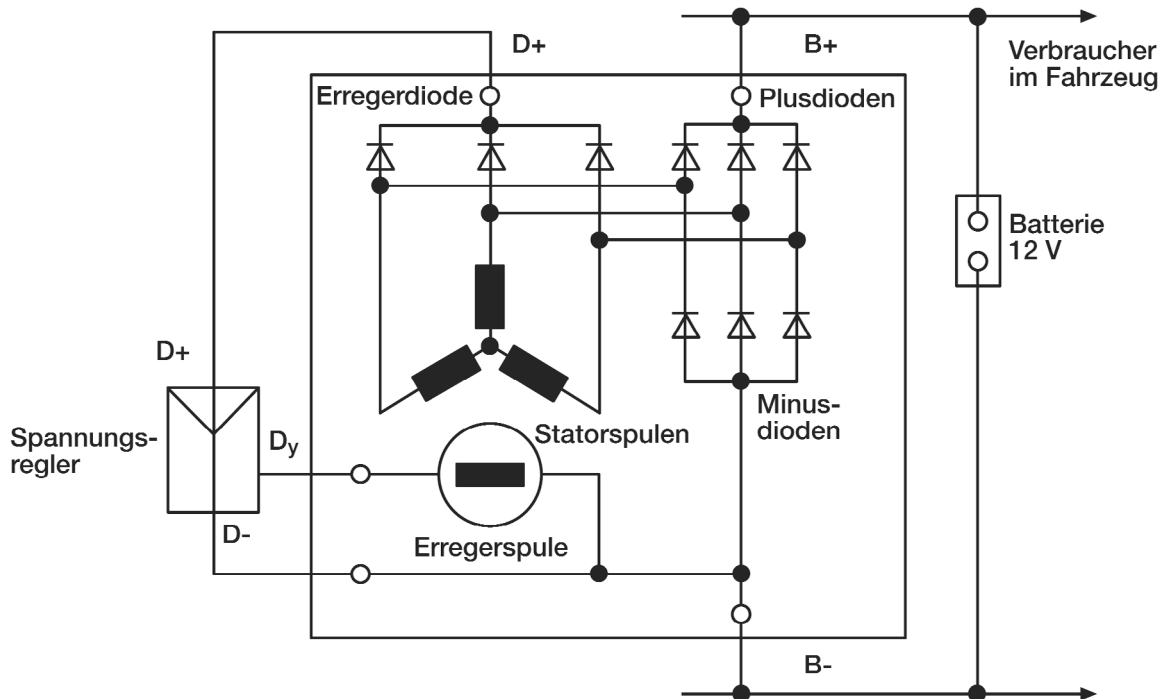 D+
B+
Verbraucher
im Fahrzeug
Erregerdiode
Plusdioden
Batterie
12 V
D+
Minus-
dioden
Statorspulen
Spannungs-
regler
Dy
D-
Erregerspule
B-